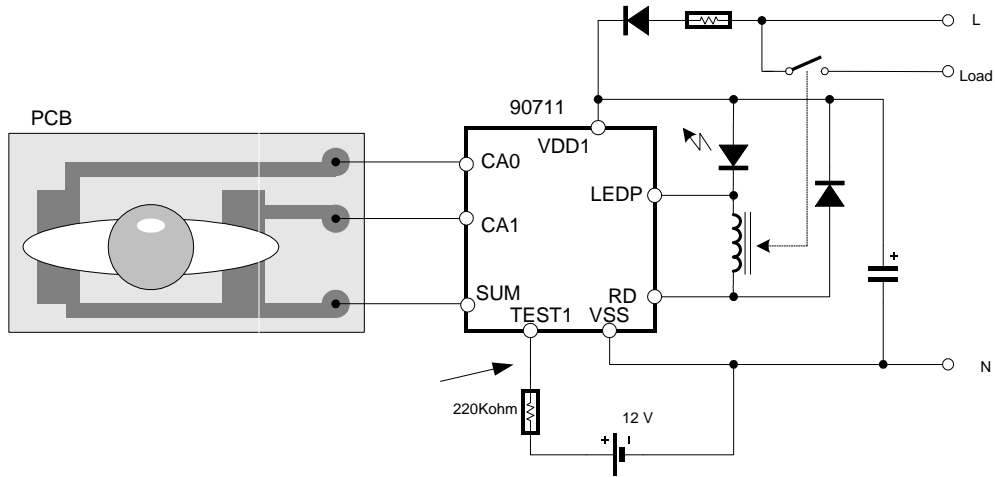 L
Load
PCB
90711
VDD1
CA0
LEDP
CA1
SUM
RD
TEST1
VSS
N
220Kohm
12 V
+
+